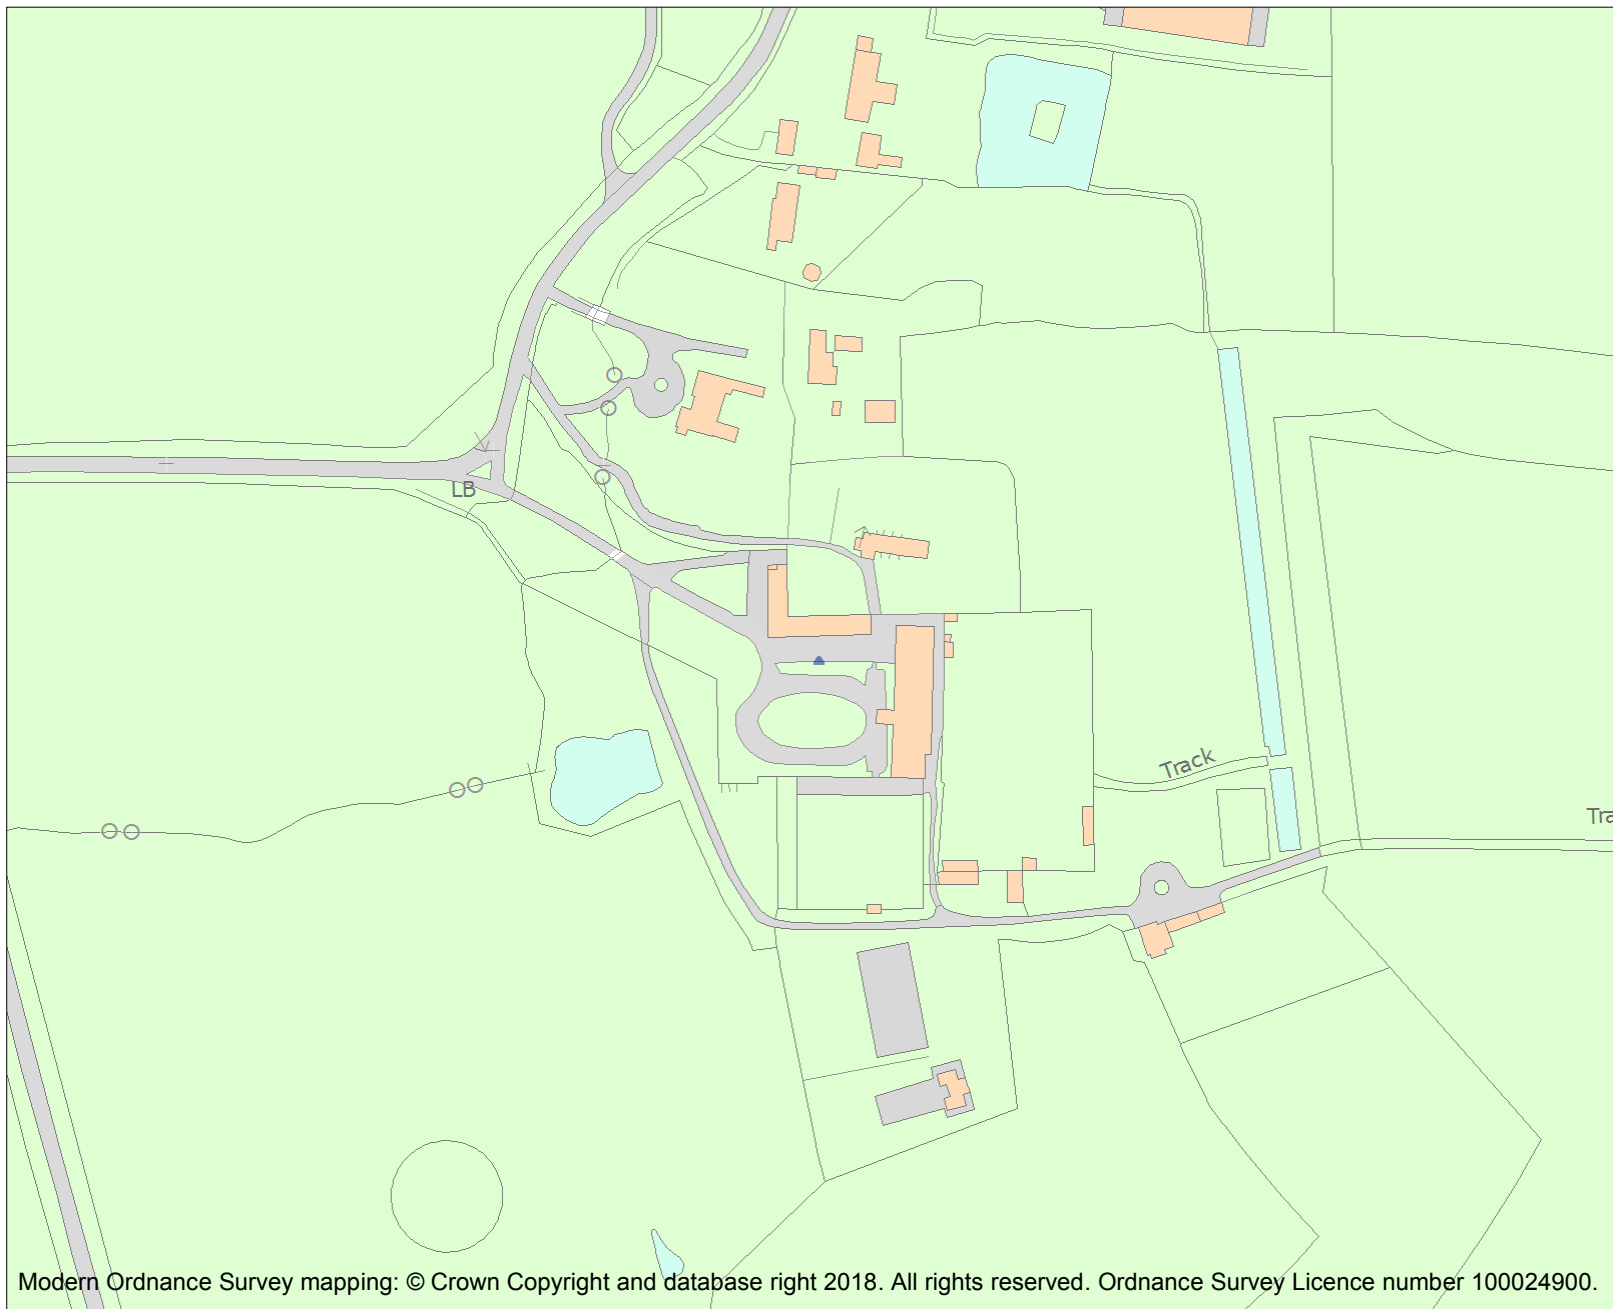 LB
Track
Tra
Modern Ordnance Survey mapping: © Crown Copyright and database right 2018. All rights reserved. Ordnance Survey Licence number 100024900.